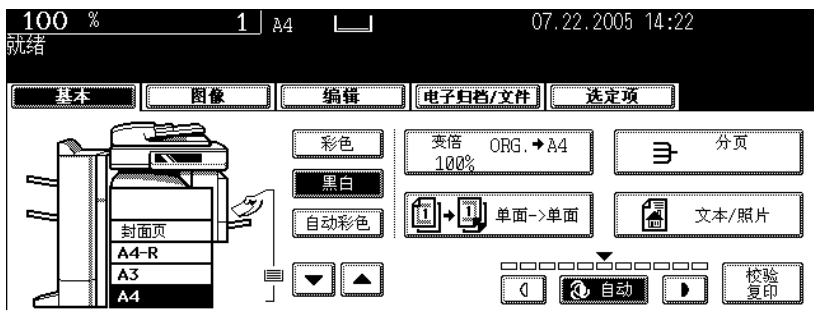 100 % 1 A4 07.22.2005 14:22
就绪
基本 图像 编辑 电子归档/文件 选定项
彩色
黑白
自动彩色
变倍 ORG.➔A4
100%
分页
1➔1 单面->单面
文本/照片
封面页
A4-R
A3
A4
自动
校验
复印